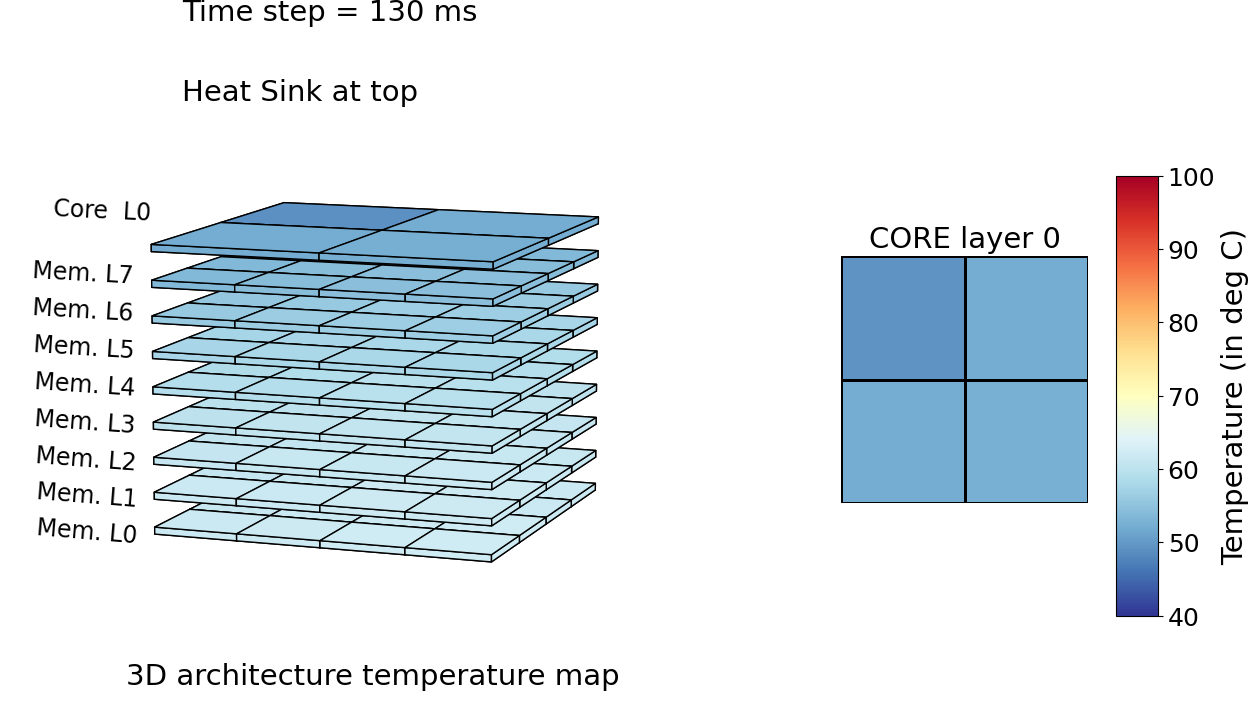 Time step = 130 ms
Heat Sink at top
Core  L0
Mem. L7
Mem. L6
Mem. L5
Mem. L4
Mem. L3
Mem. L2
Mem. L1
Mem. L0
3D architecture temperature map
CORE layer 0
100
90
80
70
60
50
40
Temperature (in deg C)